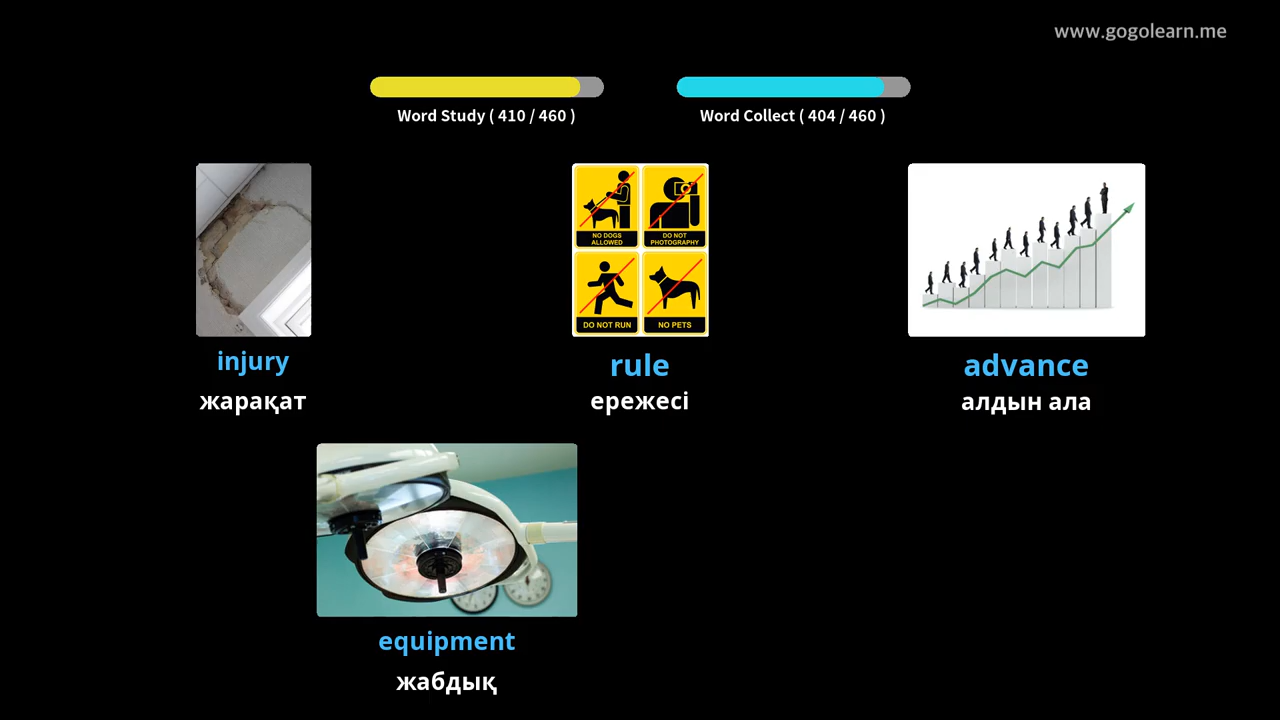 www.gogolearn.me
Word Study ( 410 / 460 )
Word Collect ( 404 / 460 )
NO DOGS
ALLOWED
DO NOT
PHOTOGRAPHY
DO NOT RUN
NO PETS
injury
rule
advance
жарақат
ережесі
алдын ала
equipment
жабдық